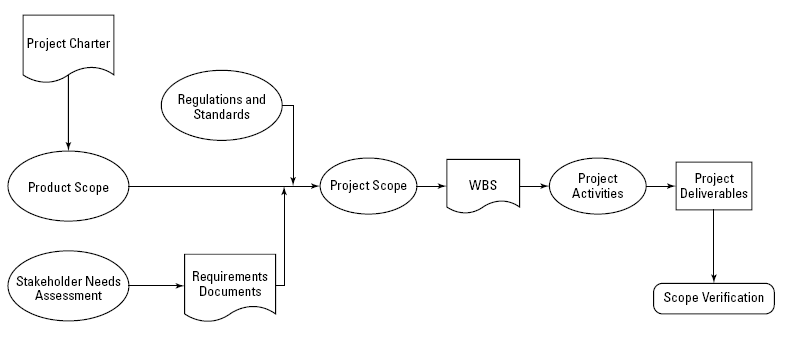 Project Charter
Regulations and
Standards
Product Scope
Project Scope
WBS
Project
Activities
Project
Deliverables
Stakeholder Needs
Assessment
Requirements
Documents
Scope Verification